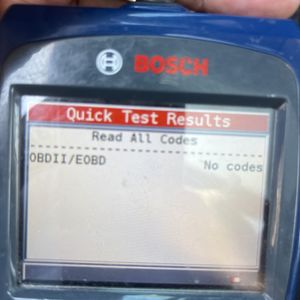 BOSCH
Quick Test Results
Read All Codes
OBDII/EOBD No codes